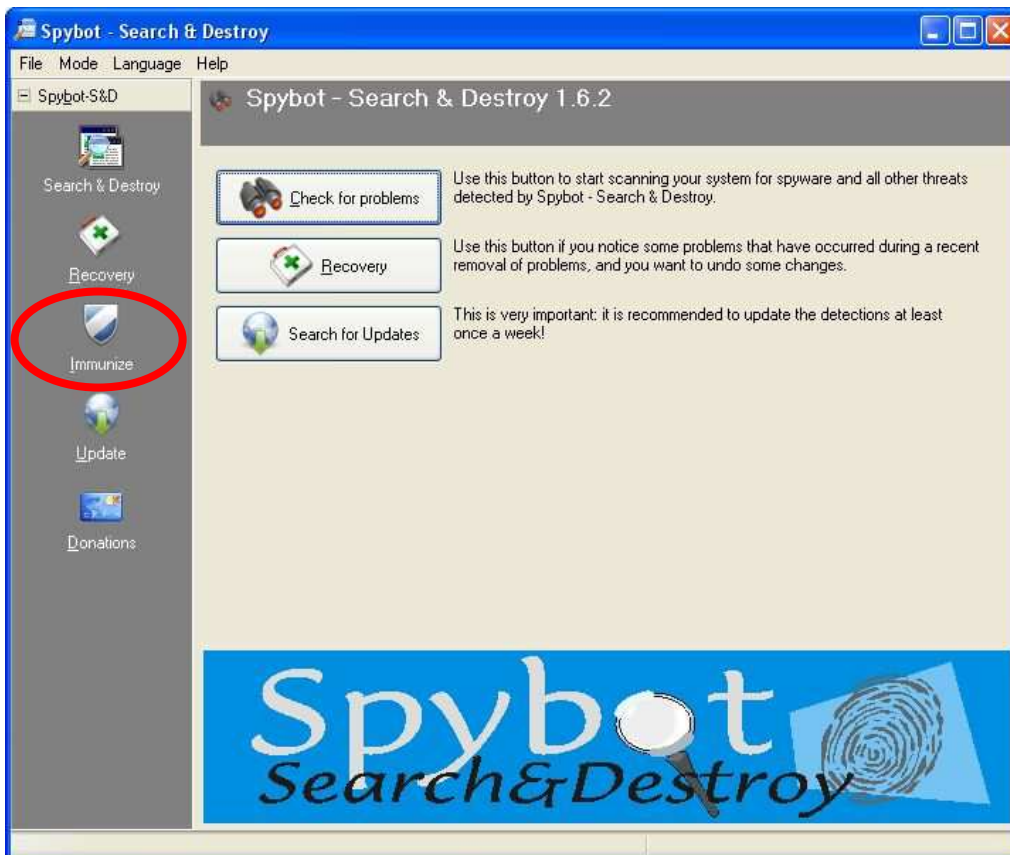 Spybot - Search & Destroy
File Mode Language Help
Spybot-S&D
Search & Destroy
Recovery
Immunize
Update
Donations
Spybot - Search & Destroy 1.6.2
Check for problems
Use this button to start scanning your system for spyware and all other threats
detected by Spybot - Search & Destroy.
Recovery
Use this button if you notice some problems that have occurred during a recent
removal of problems, and you want to undo some changes.
Search for Updates
This is very important: it is recommended to update the detections at least
once a week!
Spybot
Search&Destroy